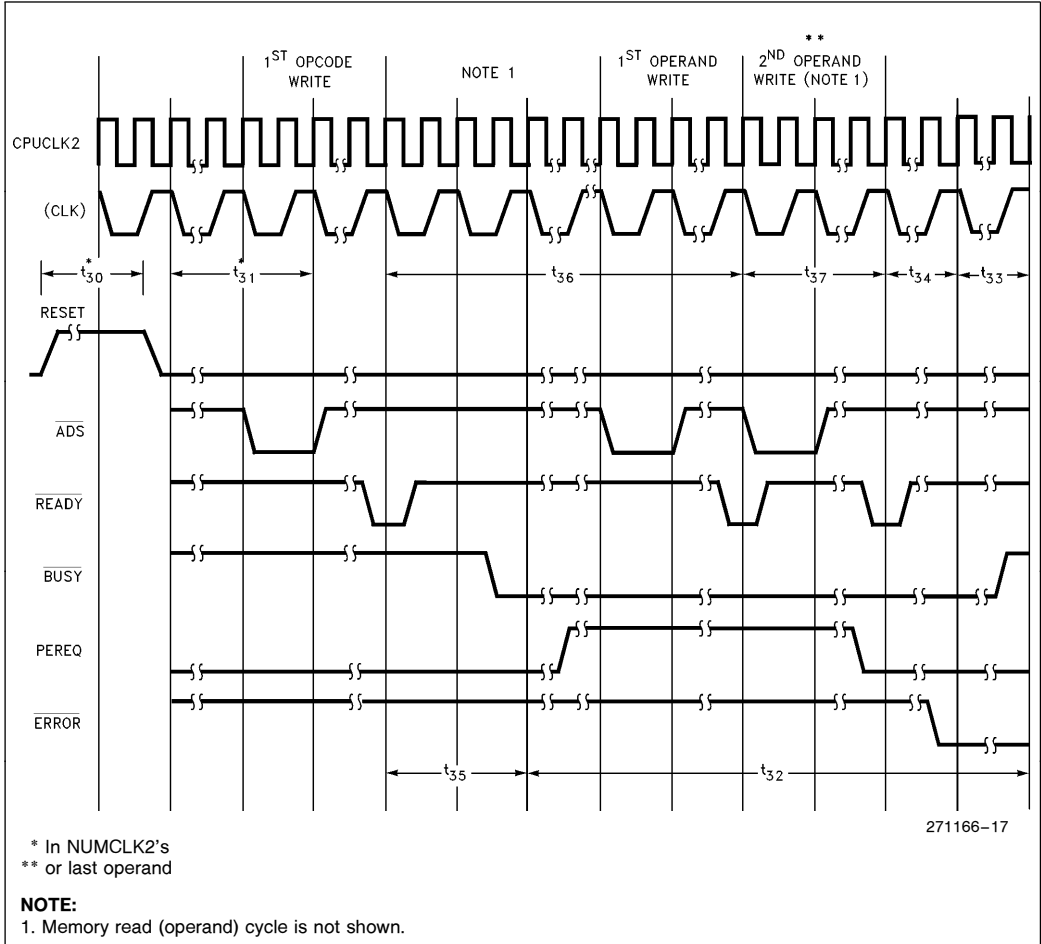 **
1ST OPCODE
WRITE
NOTE 1
1ST OPERAND
WRITE
2ND OPERAND
WRITE (NOTE 1)
CPUCLK2
(CLK)
t30*
t31*
t36
t37
t34
t33
RESET
ADS
READY
BUSY
PEREQ
ERROR
t35
t32
271166–17
* In NUMCLK2's
** or last operand
NOTE:
1. Memory read (operand) cycle is not shown.